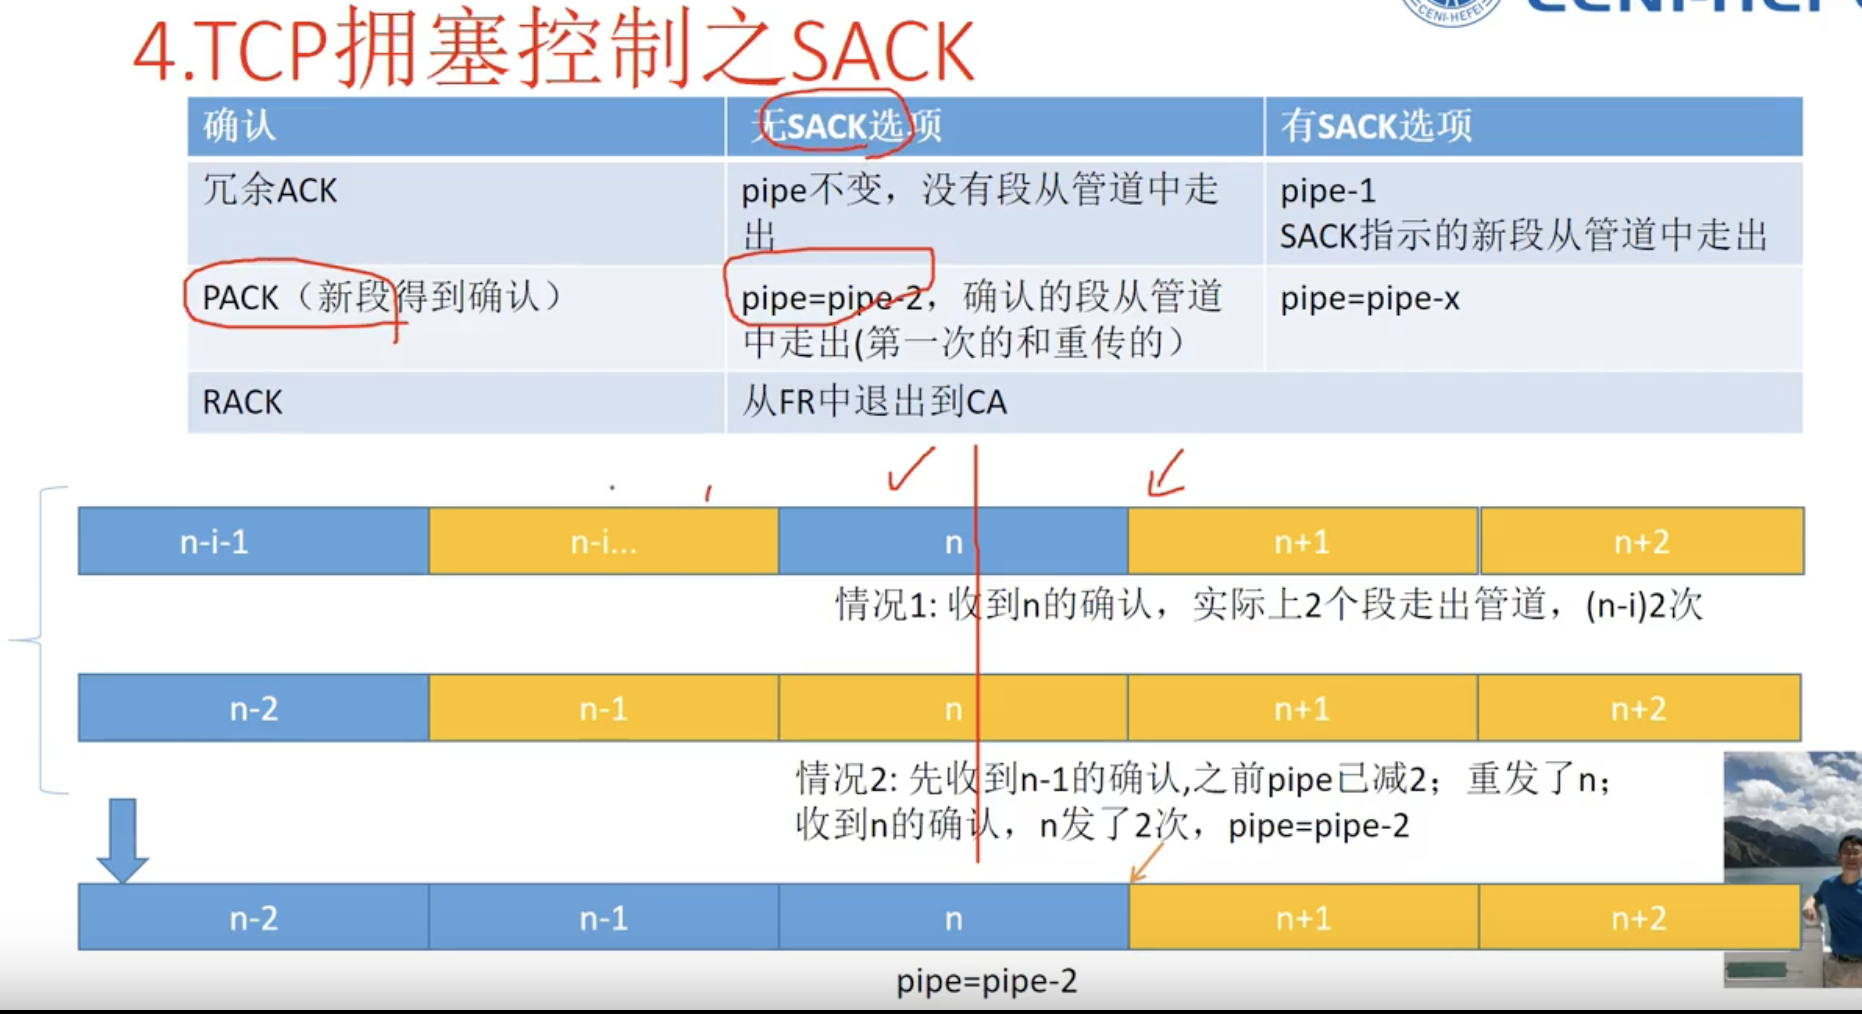 CENI-HEFEI
4.TCP拥塞控制之SACK
确认 无SACK选项 有SACK选项
冗余ACK
pipe不变，没有段从管道中走
出
pipe-1
SACK指示的新段从管道中走出
PACK（新段得到确认）
pipe=pipe-2，确认的段从管道
中走出(第一次的和重传的）
pipe=pipe-x
RACK
从FR中退出到CA
n-i-1 n-i... n n+1 n+2
情况1: 收到n的确认，实际上2个段走出管道，(n-i)2次
n-2 n-1 n n+1 n+2
情况2: 先收到n-1的确认,之前pipe已减2；重发了n；
收到n的确认，n发了2次，pipe=pipe-2
n-2 n-1 n n+1 n+2
pipe=pipe-2